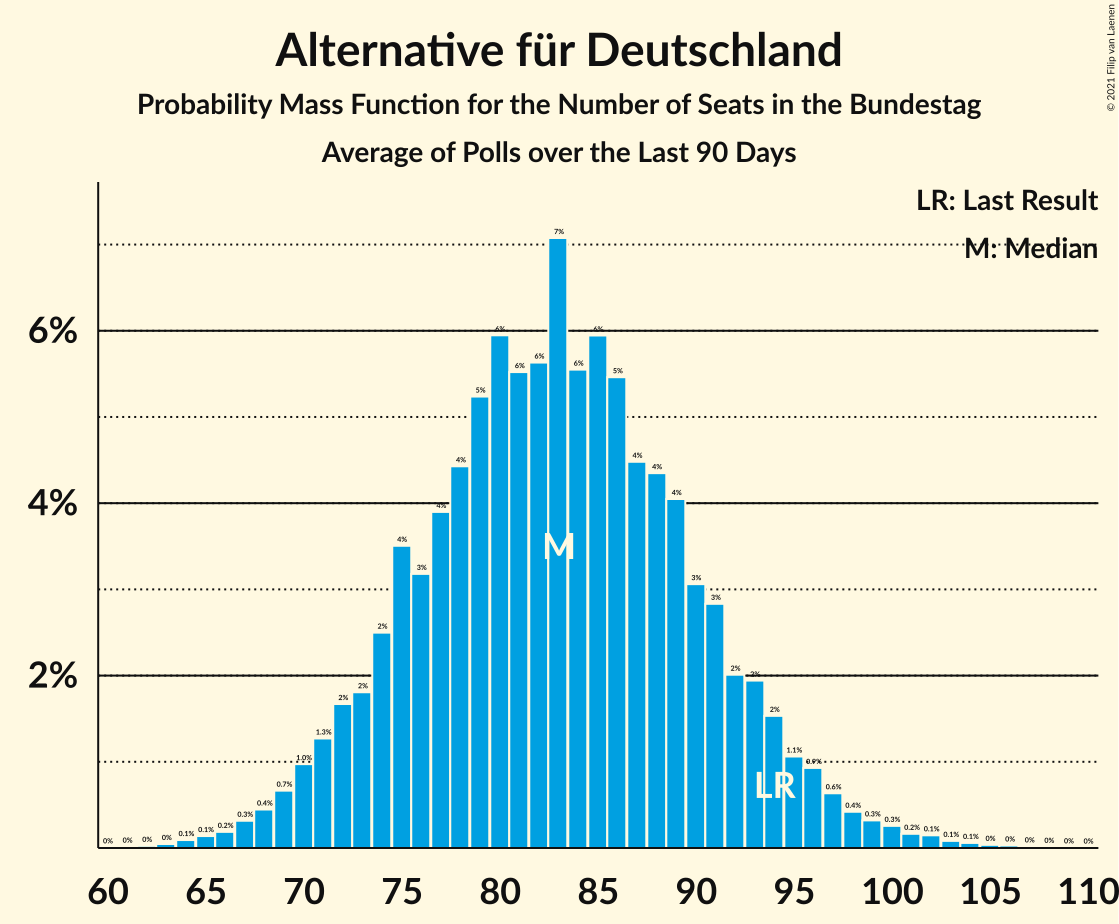 Alternative für Deutschland
Probability Mass Function for the Number of Seats in the Bundestag
Average of Polls over the Last 90 Days
© 2021 Filip van Laenen
LR: Last Result
M: Median
6%
4%
2%
0% 0% 0% 0% 0.1% 0.1% 0.2% 0.3% 0.4% 0.7% 1.0% 1.3% 2% 2% 2% 4% 3% 4% 4% 5% 6% 6% 6% 7% 6% 6% 5% 4% 4% 4% 3% 3% 2% 2% 2% 1.1% 0.9% 0.6% 0.4% 0.3% 0.3% 0.2% 0.1% 0.1% 0.1% 0% 0% 0% 0% 0% 0%
M
LR
60 65 70 75 80 85 90 95 100 105 110